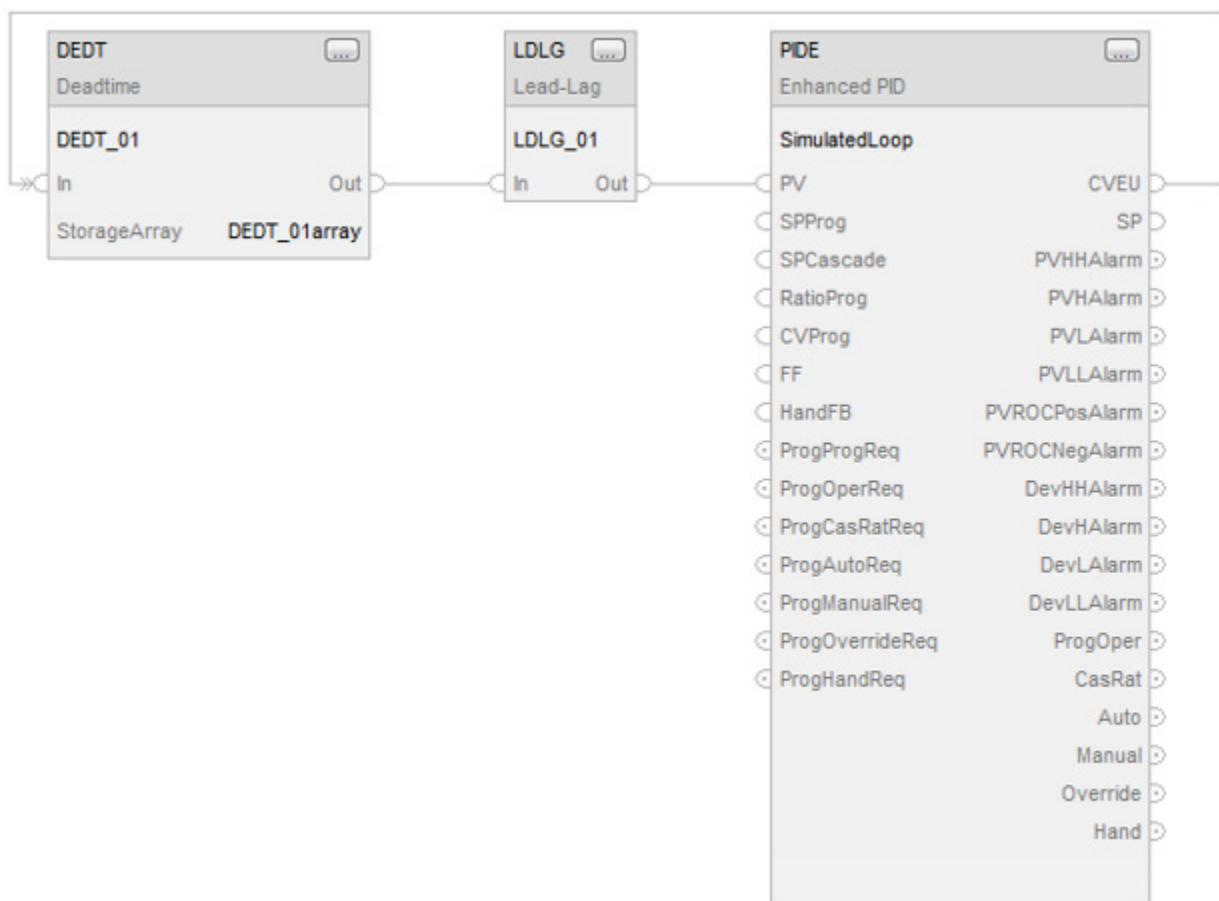 DEDT ...
Deadtime
DEDT_01
In Out
StorageArray DEDT_01array
LDLG ...
Lead-Lag
LDLG_01
In Out
PIDE ...
Enhanced PID
SimulatedLoop
PV CVEU
SPProg SP
SPCascade PVHHAlarm
RatioProg PVHAlarm
CVProg PVLAlarm
FF PVLLAlarm
HandFB PVROCPosAlarm
ProgProgReq PVROCNegAlarm
ProgOperReq DevHHAlarm
ProgCasRatReq DevHAlarm
ProgAutoReq DevLAlarm
ProgManualReq DevLLAlarm
ProgOverrideReq ProgOper
ProgHandReq CasRat
Auto
Manual
Override
Hand